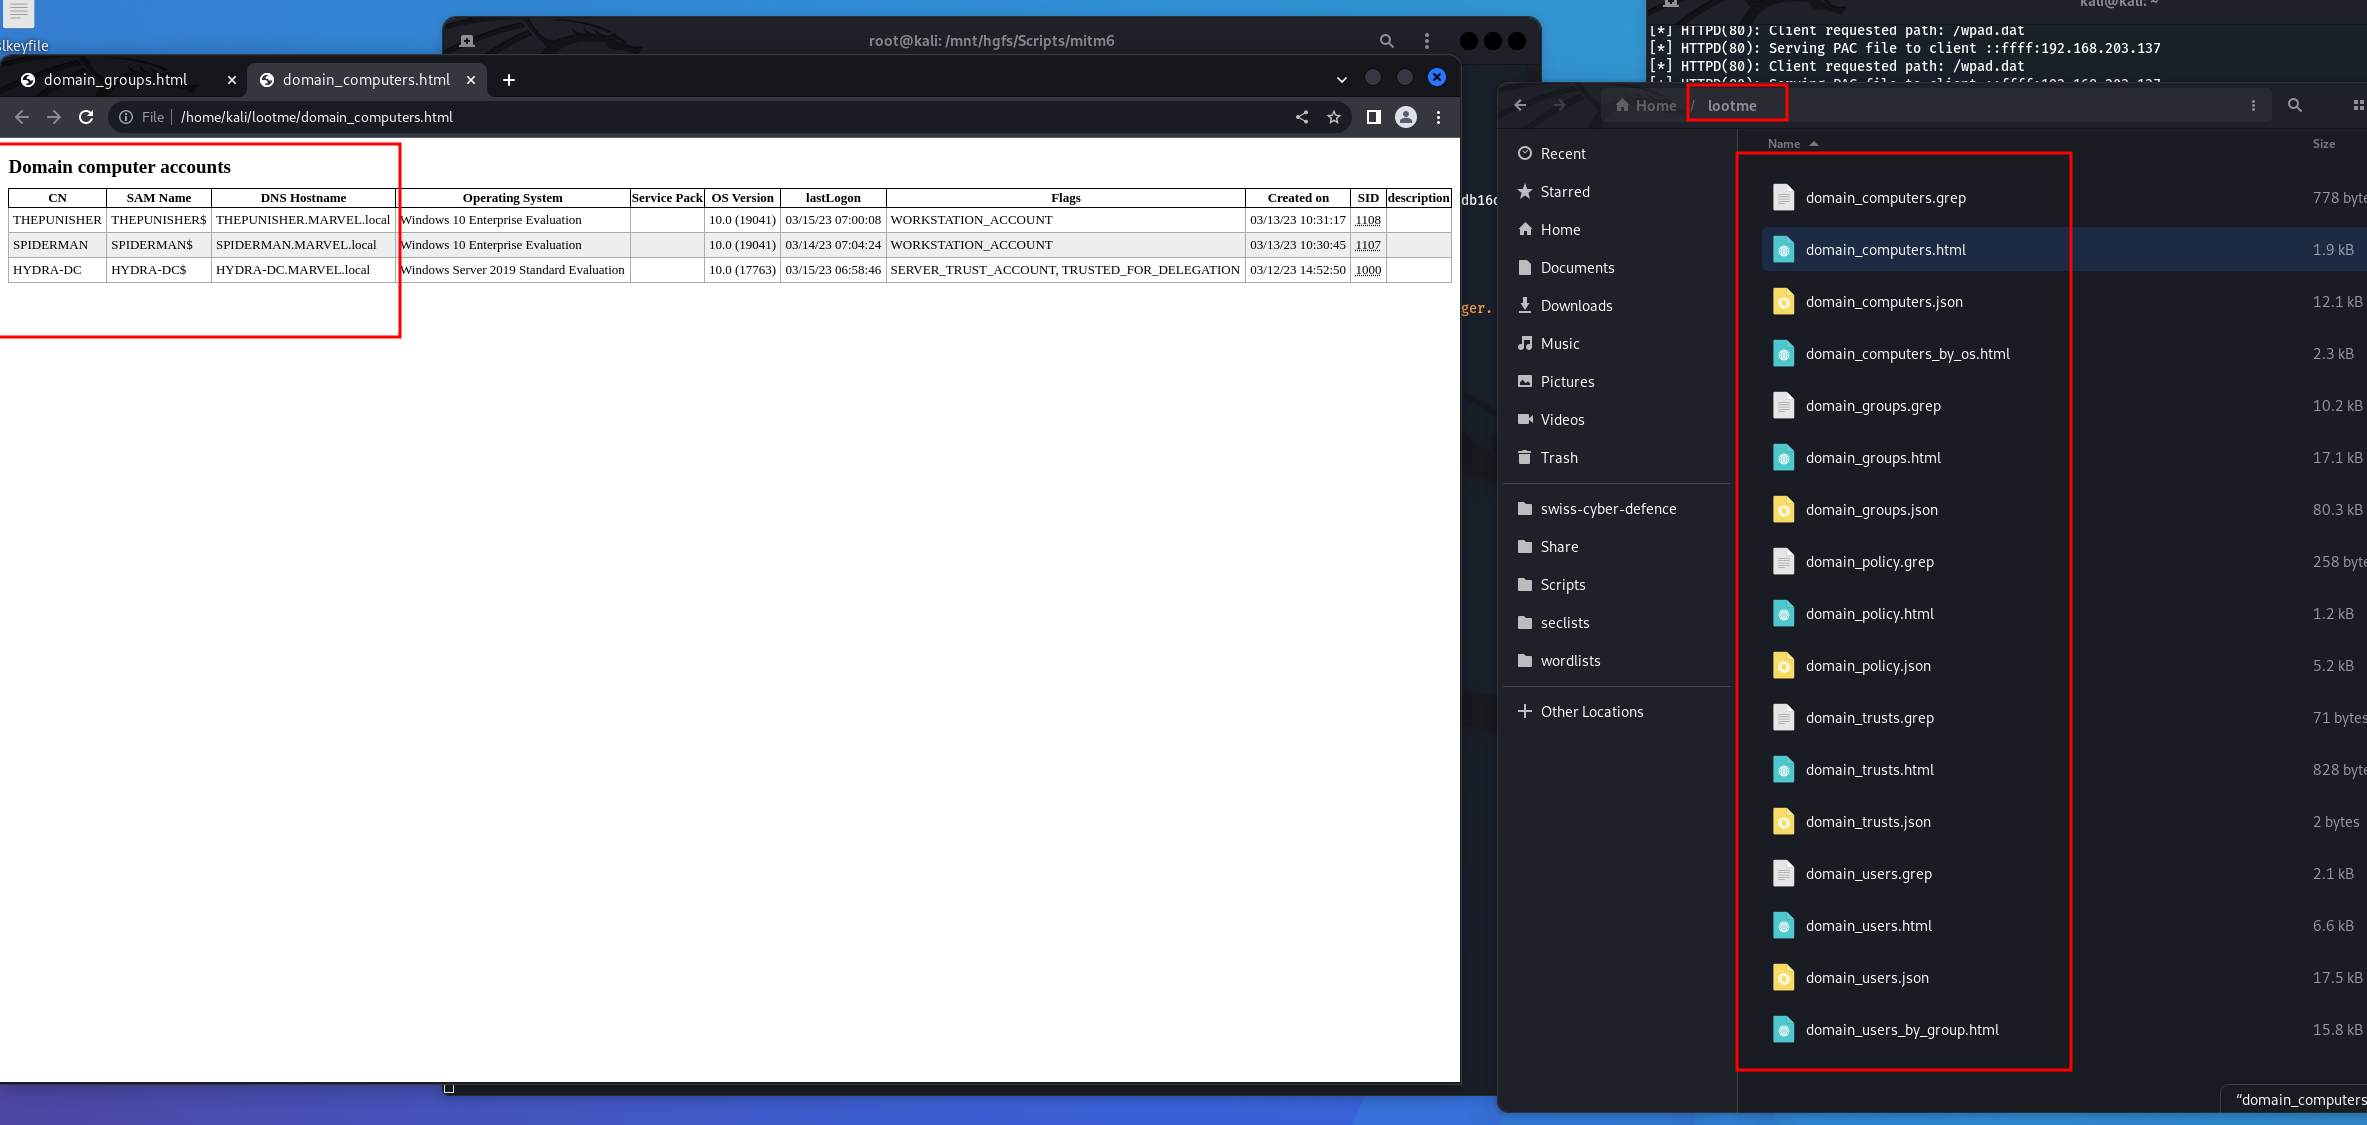 lkeyfile
root@kali: /mnt/hgfs/Scripts/mitm6
kali@kali: ~
[*] HTTPD(80): Client requested path: /wpad.dat
[*] HTTPD(80): Serving PAC file to client ::ffff:192.168.203.137
[*] HTTPD(80): Client requested path: /wpad.dat
[*] HTTPD(80): Serving PAC file to client ::ffff:192.168.203.137
domain_groups.html
domain_computers.html
File /home/kali/lootme/domain_computers.html
Domain computer accounts
CN SAM Name DNS Hostname Operating System Service Pack OS Version lastLogon Flags Created on SID description
THEPUNISHER THEPUNISHER$ THEPUNISHER.MARVEL.local Windows 10 Enterprise Evaluation 10.0 (19041) 03/15/23 07:00:08 WORKSTATION_ACCOUNT 03/13/23 10:31:17 1108
SPIDERMAN SPIDERMAN$ SPIDERMAN.MARVEL.local Windows 10 Enterprise Evaluation 10.0 (19041) 03/14/23 07:04:24 WORKSTATION_ACCOUNT 03/13/23 10:30:45 1107
HYDRA-DC HYDRA-DC$ HYDRA-DC.MARVEL.local Windows Server 2019 Standard Evaluation 10.0 (17763) 03/15/23 06:58:46 SERVER_TRUST_ACCOUNT, TRUSTED_FOR_DELEGATION 03/12/23 14:52:50 1000
db16
ger.
Home / lootme
Recent
Starred
Home
Documents
Downloads
Music
Pictures
Videos
Trash
swiss-cyber-defence
Share
Scripts
seclists
wordlists
Other Locations
Name Size
domain_computers.grep 778 byte
domain_computers.html 1.9 kB
domain_computers.json 12.1 kB
domain_computers_by_os.html 2.3 kB
domain_groups.grep 10.2 kB
domain_groups.html 17.1 kB
domain_groups.json 80.3 kB
domain_policy.grep 258 byte
domain_policy.html 1.2 kB
domain_policy.json 5.2 kB
domain_trusts.grep 71 bytes
domain_trusts.html 828 byte
domain_trusts.json 2 bytes
domain_users.grep 2.1 kB
domain_users.html 6.6 kB
domain_users.json 17.5 kB
domain_users_by_group.html 15.8 kB
“domain_computers